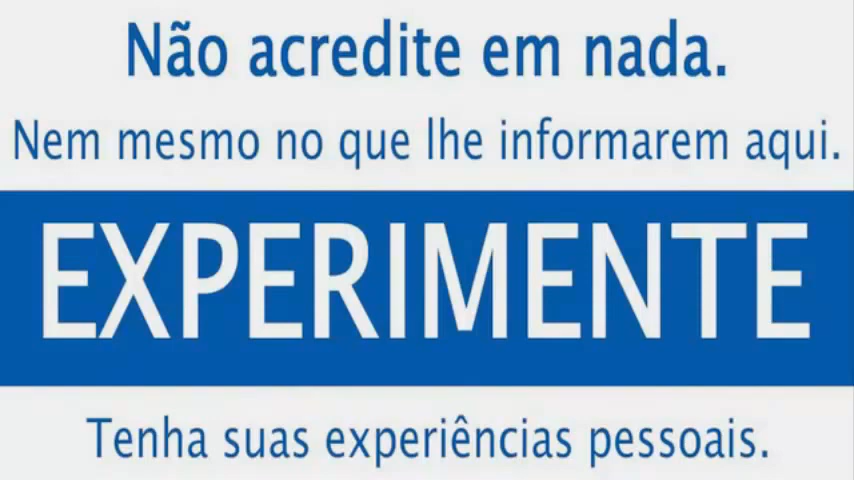 Não acredite em nada.
Nem mesmo no que lhe informarem aqui.
EXPERIMENTE
Tenha suas experiências pessoais.